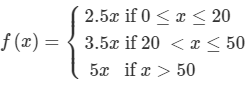 2.5x if 0 ≤ x ≤ 20
f(x) = { 3.5x if 20 < x ≤ 50
5x if x > 50